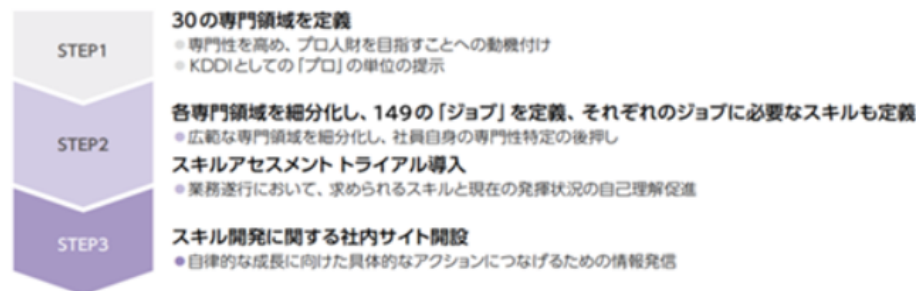 STEP1
30の専門領域を定義
専門性を高め、プロ人財を目指すことへの動機付け
KDDIとしての「プロ」の単位の提示
STEP2
各専門領域を細分化し、149の「ジョブ」を定義、それぞれのジョブに必要なスキルも定義
広範な専門領域を細分化し、社員自身の専門性特定の後押し
スキルアセスメント トライアル導入
業務遂行において、求められるスキルと現在の発揮状況の自己理解促進
STEP3
スキル開発に関する社内サイト開設
自律的な成長に向けた具体的なアクションにつなげるための情報発信